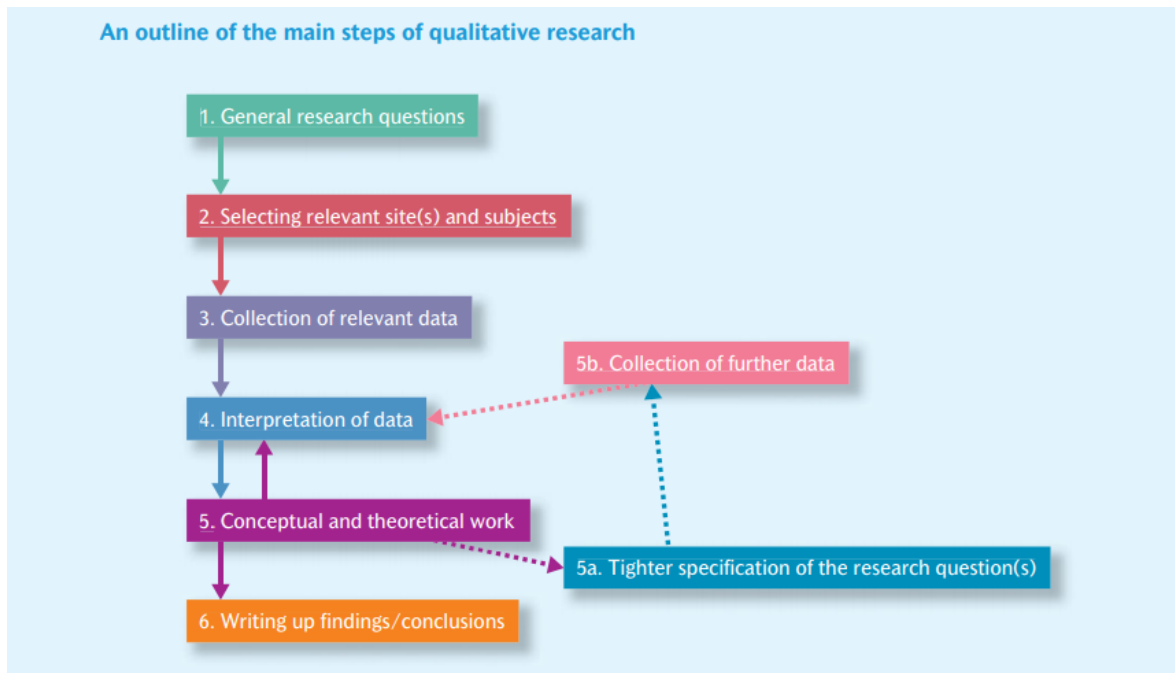 An outline of the main steps of qualitative research
1. General research questions
2. Selecting relevant site(s) and subjects
3. Collection of relevant data
5b. Collection of further data
4. Interpretation of data
5. Conceptual and theoretical work
5a. Tighter specification of the research question(s)
6. Writing up findings/conclusions